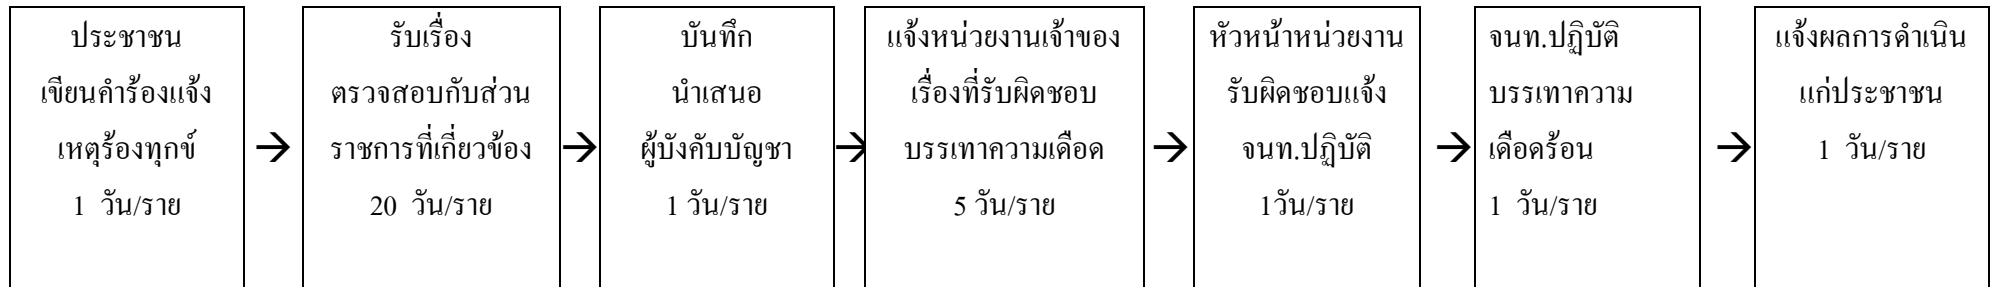 ประชาชน
เขียนคำร้องแจ้ง
เหตุร้องทุกข์
1 วัน/ราย
→
รับเรื่อง
ตรวจสอบกับส่วน
ราชการที่เกี่ยวข้อง
20 วัน/ราย
→
บันทึก
นำเสนอ
ผู้บังคับบัญชา
1 วัน/ราย
→
แจ้งหน่วยงานเจ้าของ
เรื่องที่รับผิดชอบ
บรรเทาความเดือด
5 วัน/ราย
→
หัวหน้าหน่วยงาน
รับผิดชอบแจ้ง
จนท.ปฏิบัติ
1วัน/ราย
→
จนท.ปฏิบัติ
บรรเทาความ
เดือดร้อน
1 วัน/ราย
→
แจ้งผลการดำเนิน
แก่ประชาชน
1 วัน/ราย